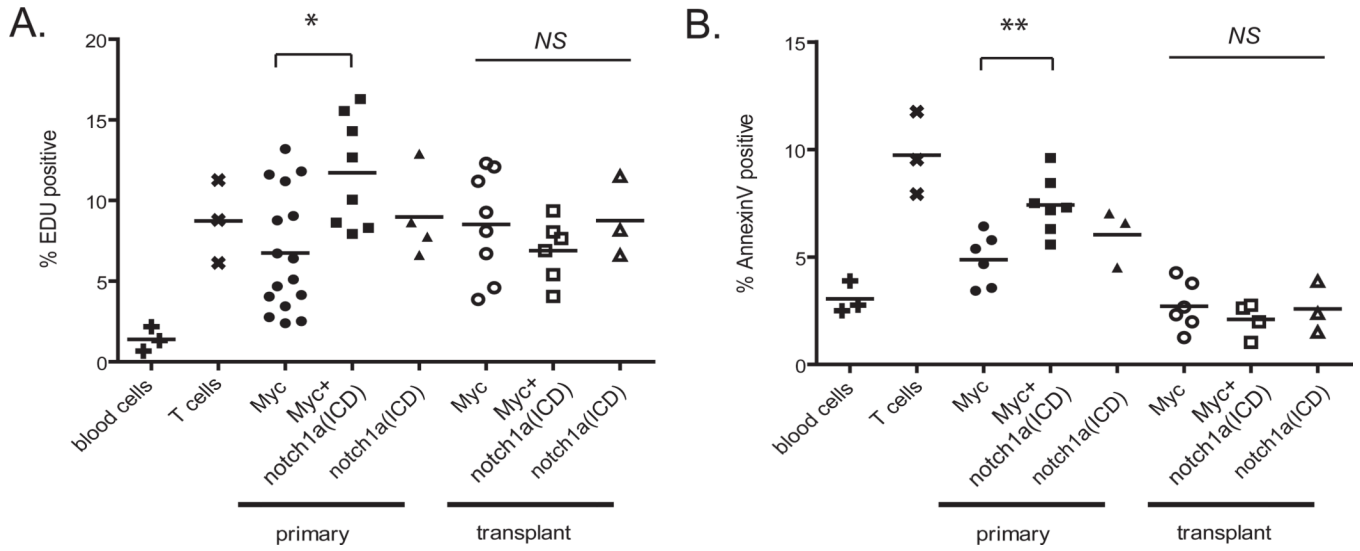 A.
% EDU positive
20
15
10
5
0
*
NS
blood cells
T cells
Myc
Myc+
notch1a(ICD)
notch1a(ICD)
Myc
Myc+
notch1a(ICD)
notch1a(ICD)
primary
transplant
B.
% AnnexinV positive
15
10
5
0
**
NS
blood cells
T cells
Myc
Myc+
notch1a(ICD)
notch1a(ICD)
Myc
Myc+
notch1a(ICD)
notch1a(ICD)
primary
transplant